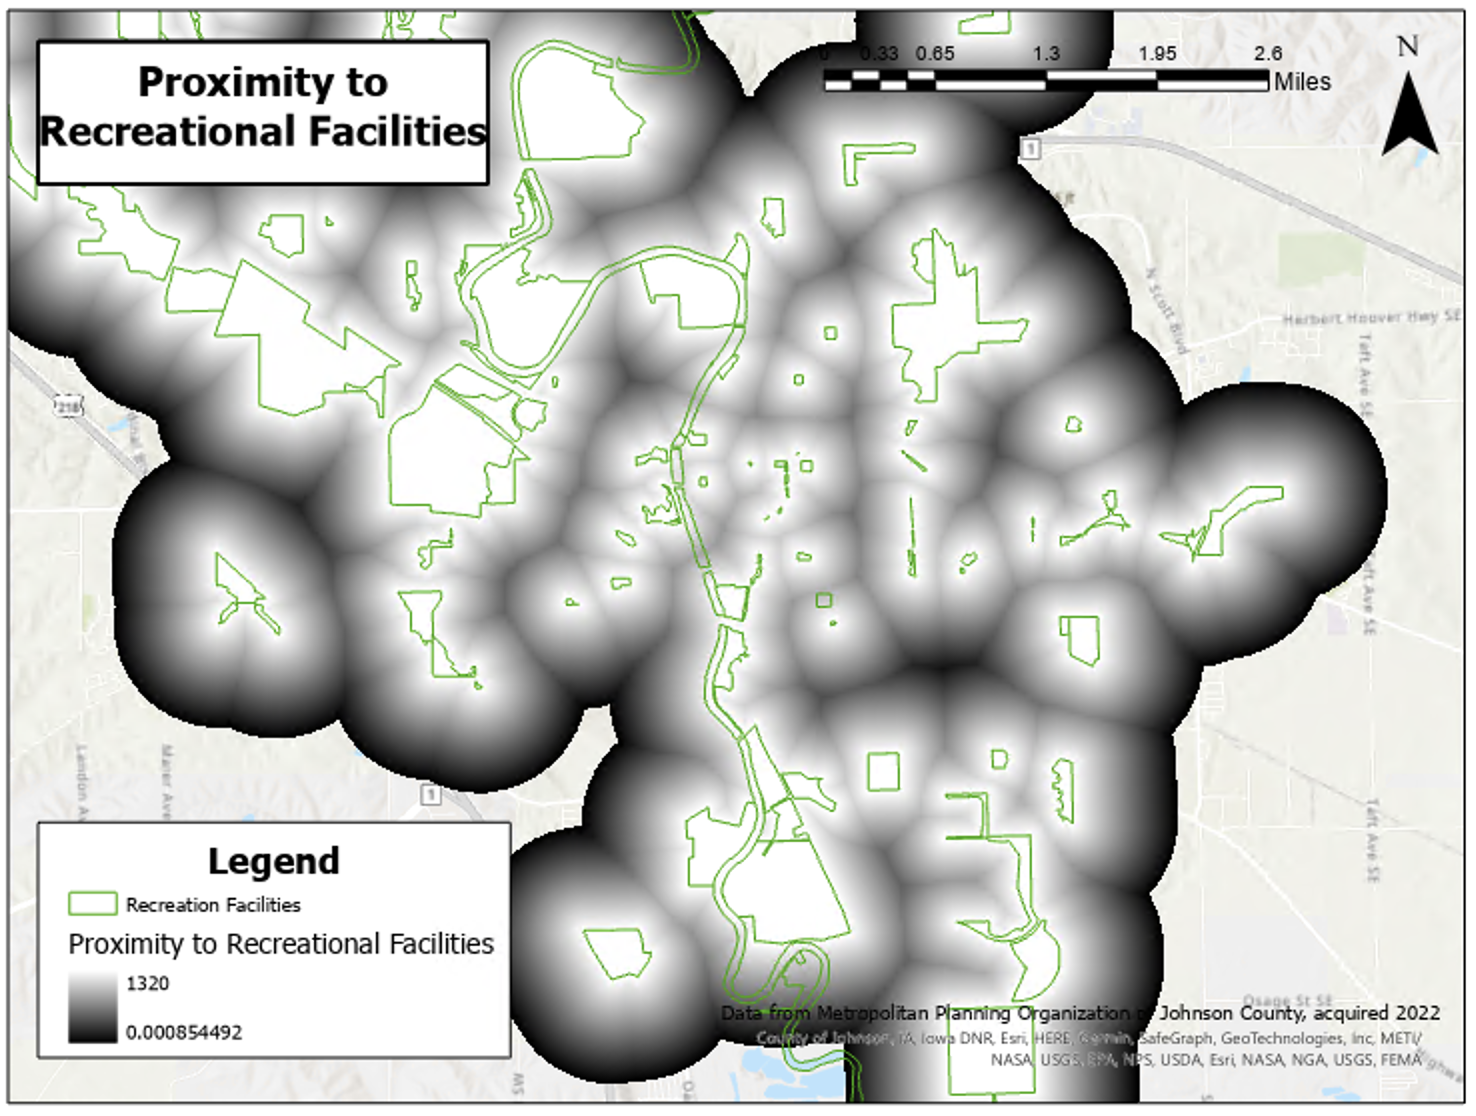 Proximity to
Recreational Facilities
0 0.33 0.65 1.3 1.95 2.6
Miles
N
1
N Scott Blvd
Herbert Hoover Hwy SE
Taft Ave SE
218
Taft Ave SE
Landon Av
Maier Ave
1
Taft Ave SE
Legend
Recreation Facilities
Proximity to Recreational Facilities
1320
0.000854492
Osage St SE
Data from Metropolitan Planning Organization of Johnson County, acquired 2022
County of Johnson, IA, Iowa DNR, Esri, HERE, Garmin, SafeGraph, GeoTechnologies, Inc, METI/
NASA, USGS, EPA, NPS, USDA, Esri, NASA, NGA, USGS, FEMA